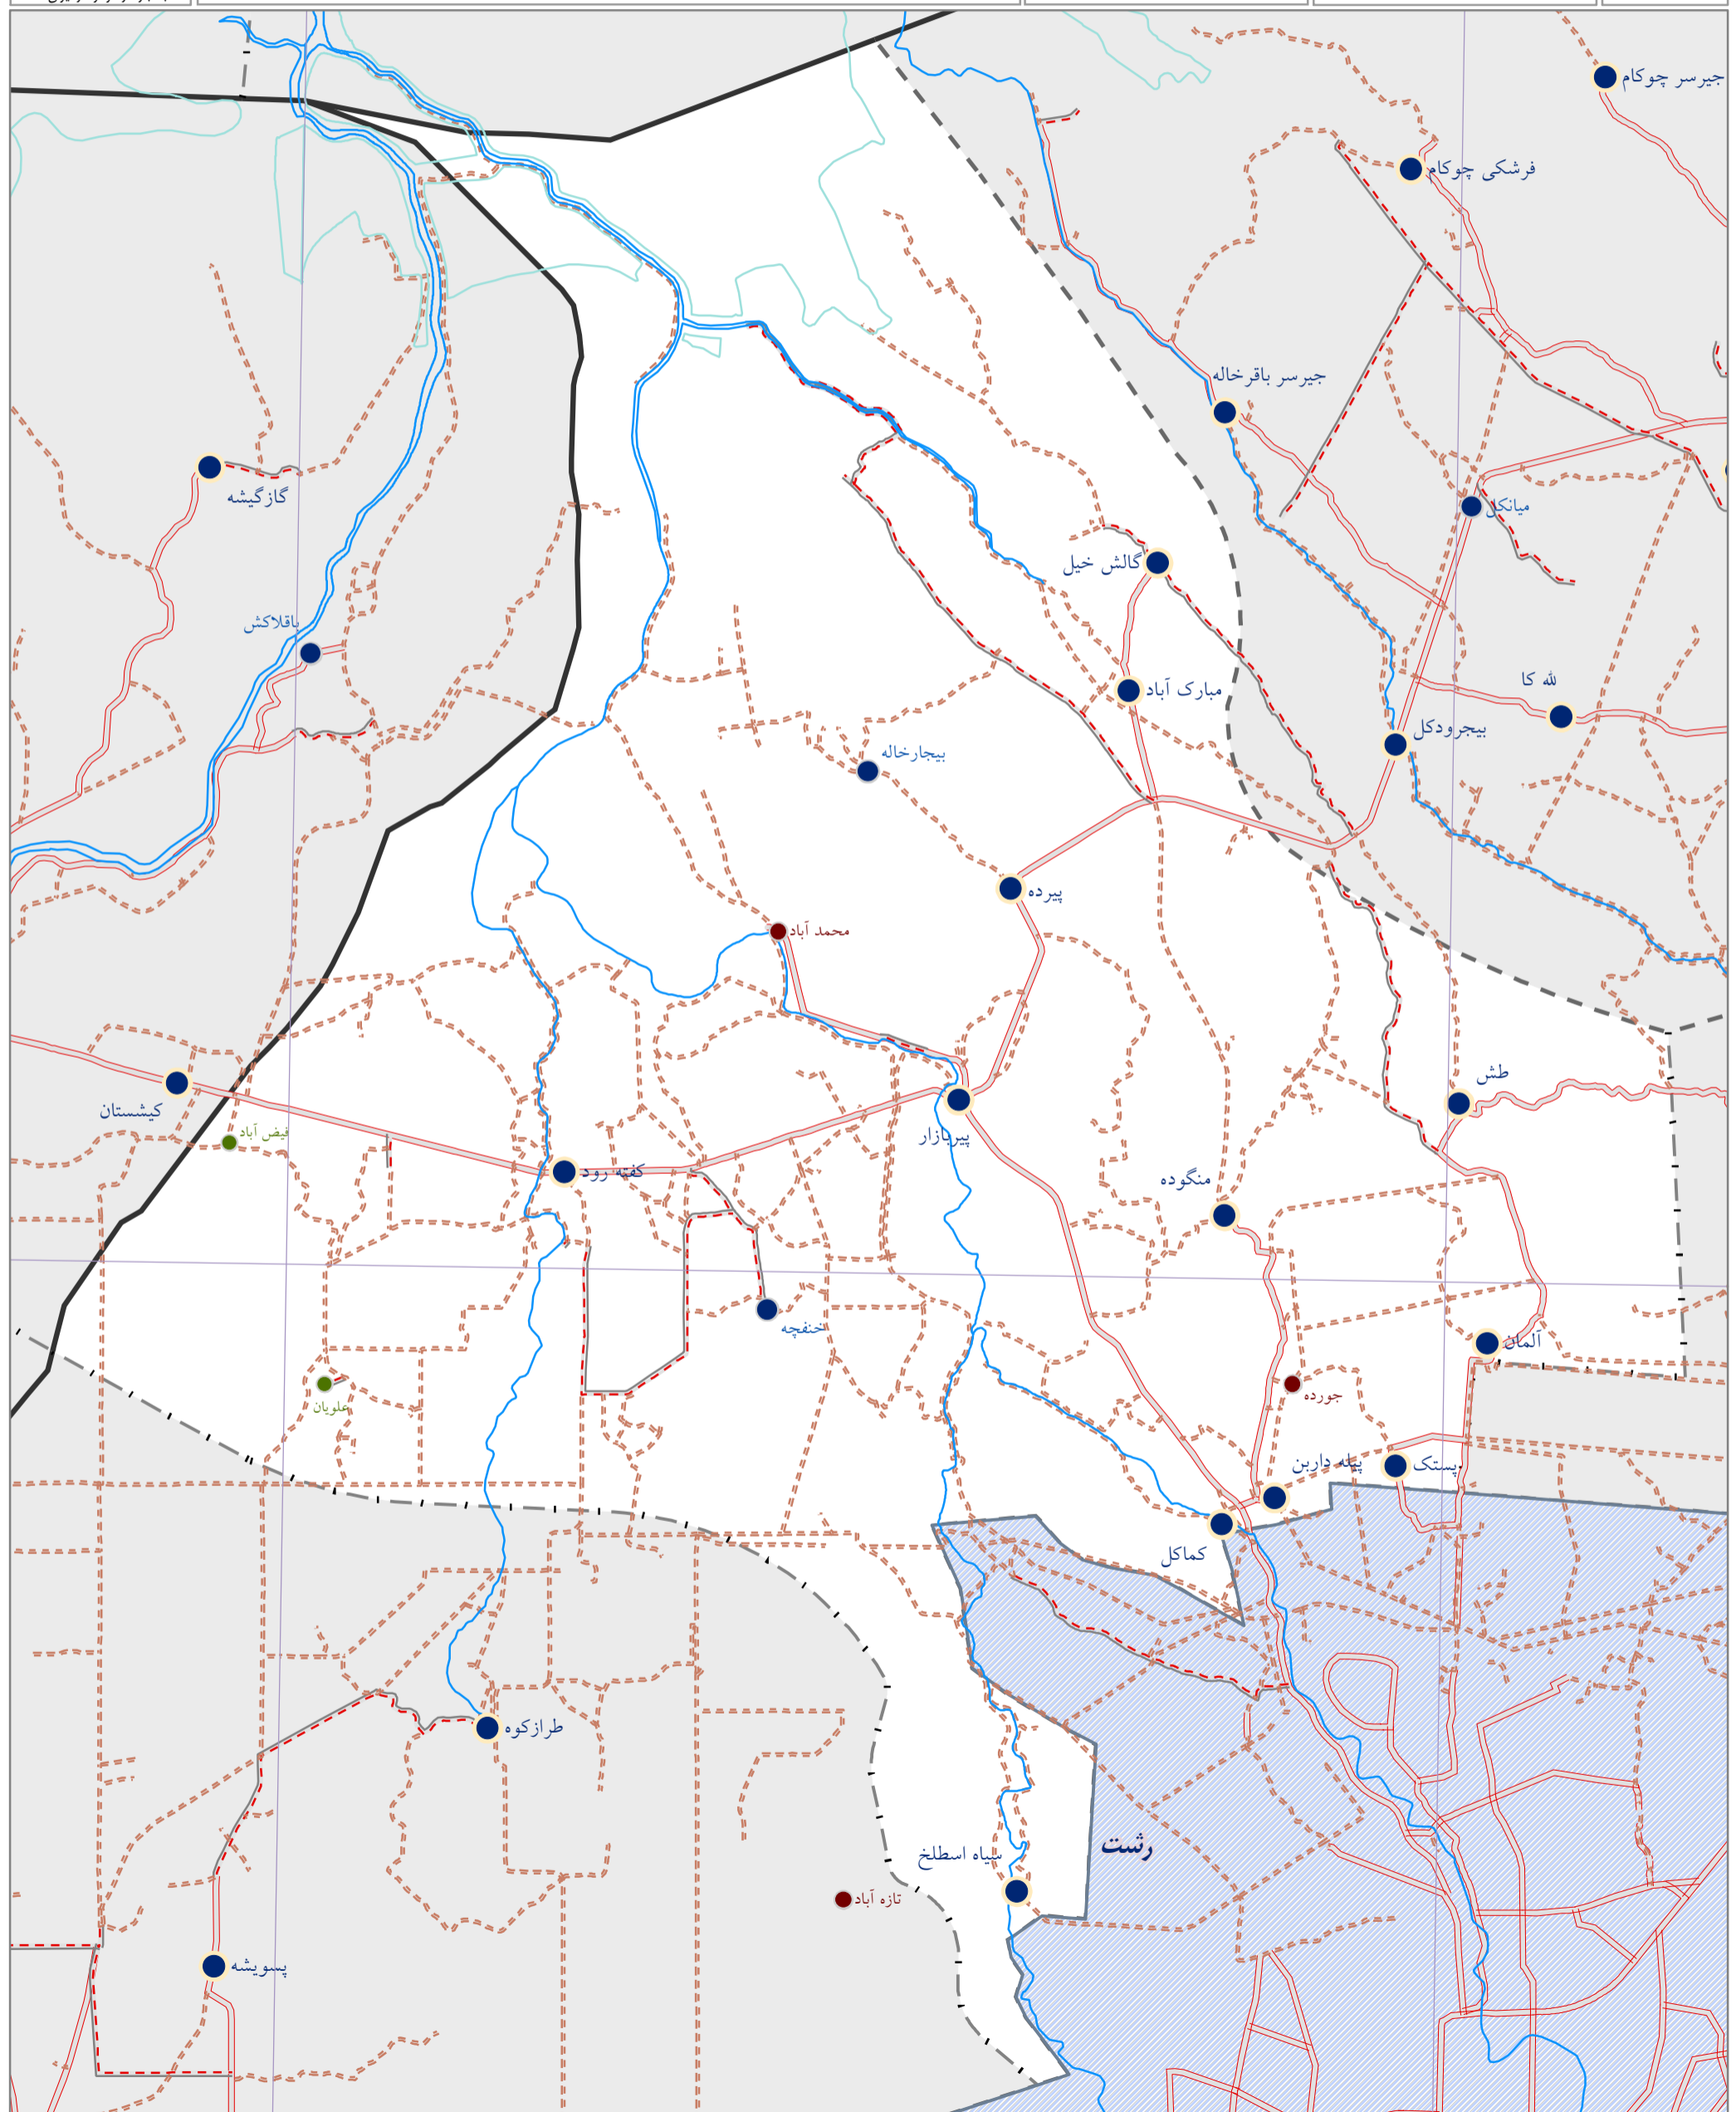 جیرسر چوکام
فرشکی چوکام
جیرسر باقرخاله
گازگیشه
میانکل
گالش خیل
باقلاکش
لله کا
مبارک آباد
بیجرودکل
بیجارخاله
پیرده
محمد آباد
طش
کیشستان
فیض آباد
پیربازار
کفته رود
منگوده
خنفچه
آلمان
جورده
علویان
پیله داربن
پستک
کماکل
طرازکوه
رشت
سیاه اسطلخ
تازه آباد
پسویشه